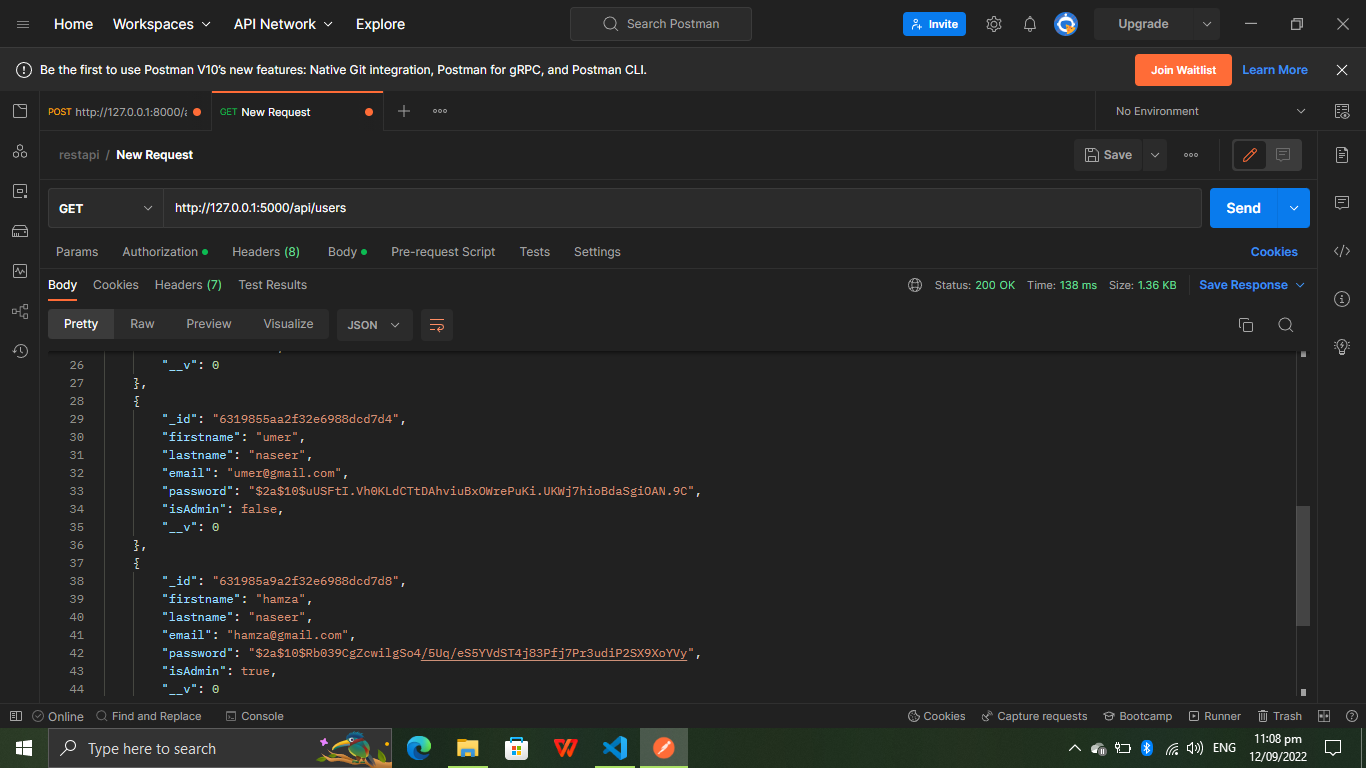 Home Workspaces API Network Explore Search Postman Invite Upgrade
Be the first to use Postman V10's new features: Native Git integration, Postman for gRPC, and Postman CLI. Join Waitlist Learn More
POST http://127.0.0.1:8000/a GET New Request No Environment
restapi / New Request Save
GET http://127.0.0.1:5000/api/users Send
Params Authorization Headers (8) Body Pre-request Script Tests Settings Cookies
Body Cookies Headers (7) Test Results Status: 200 OK Time: 138 ms Size: 1.36 KB Save Response
Pretty Raw Preview Visualize JSON
26 "__v": 0
27 },
28 {
29 "_id": "6319855aa2f32e6988dcd7d4",
30 "firstname": "umer",
31 "lastname": "naseer",
32 "email": "umer@gmail.com",
33 "password": "$2a$10$uUSFtI.Vh0KLdCTtDAhviuBxOWrePuKi.UKWj7hioBdaSgiOAN.9C",
34 "isAdmin": false,
35 "__v": 0
36 },
37 {
38 "_id": "631985a9a2f32e6988dcd7d8",
39 "firstname": "hamza",
40 "lastname": "naseer",
41 "email": "hamza@gmail.com",
42 "password": "$2a$10$Rb039CgZcwilgSo4/5Uq/eS5YVdST4j83Pfj7Pr3udiP2SX9XoYVy",
43 "isAdmin": true,
44 "__v": 0
Online Find and Replace Console Cookies Capture requests Bootcamp Runner Trash
Type here to search ENG 11:08 pm
12/09/2022